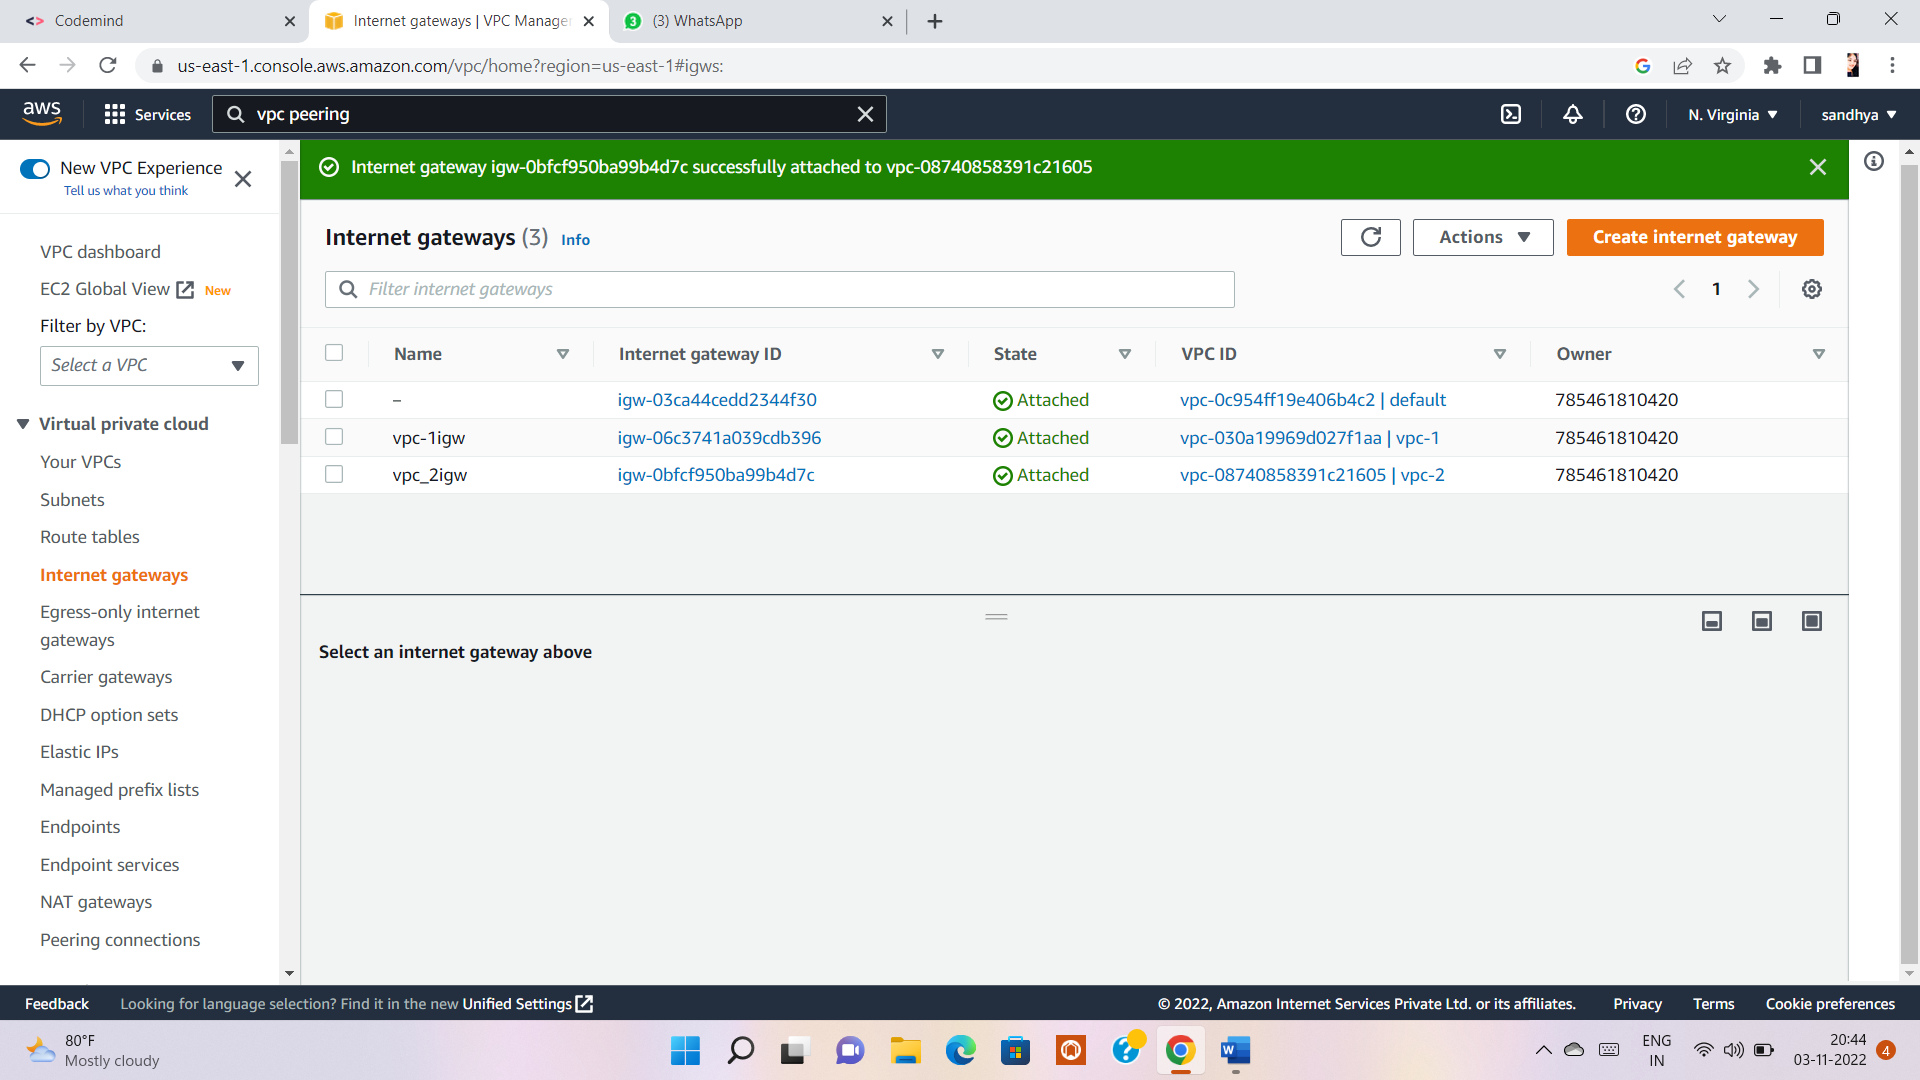 Codemind
Internet gateways | VPC Manage
(3) WhatsApp
us-east-1.console.aws.amazon.com/vpc/home?region=us-east-1#igws:
aws
Services
vpc peering
N. Virginia
sandhya
New VPC Experience
Tell us what you think
VPC dashboard
EC2 Global View New
Filter by VPC:
Select a VPC
Virtual private cloud
Your VPCs
Subnets
Route tables
Internet gateways
Egress-only internet
gateways
Carrier gateways
DHCP option sets
Elastic IPs
Managed prefix lists
Endpoints
Endpoint services
NAT gateways
Peering connections
Internet gateway igw-0bfcf950ba99b4d7c successfully attached to vpc-08740858391c21605
Internet gateways (3) Info
Actions
Create internet gateway
Filter internet gateways
1
Name Internet gateway ID State VPC ID Owner
– igw-03ca44cedd2344f30 Attached vpc-0c954ff19e406b4c2 | default 785461810420
vpc-1igw igw-06c3741a039cdb396 Attached vpc-030a19969d027f1aa | vpc-1 785461810420
vpc_2igw igw-0bfcf950ba99b4d7c Attached vpc-08740858391c21605 | vpc-2 785461810420
Select an internet gateway above
Feedback Looking for language selection? Find it in the new Unified Settings
© 2022, Amazon Internet Services Private Ltd. or its affiliates. Privacy Terms Cookie preferences
80°F
Mostly cloudy
ENG
IN
20:44
03-11-2022
4